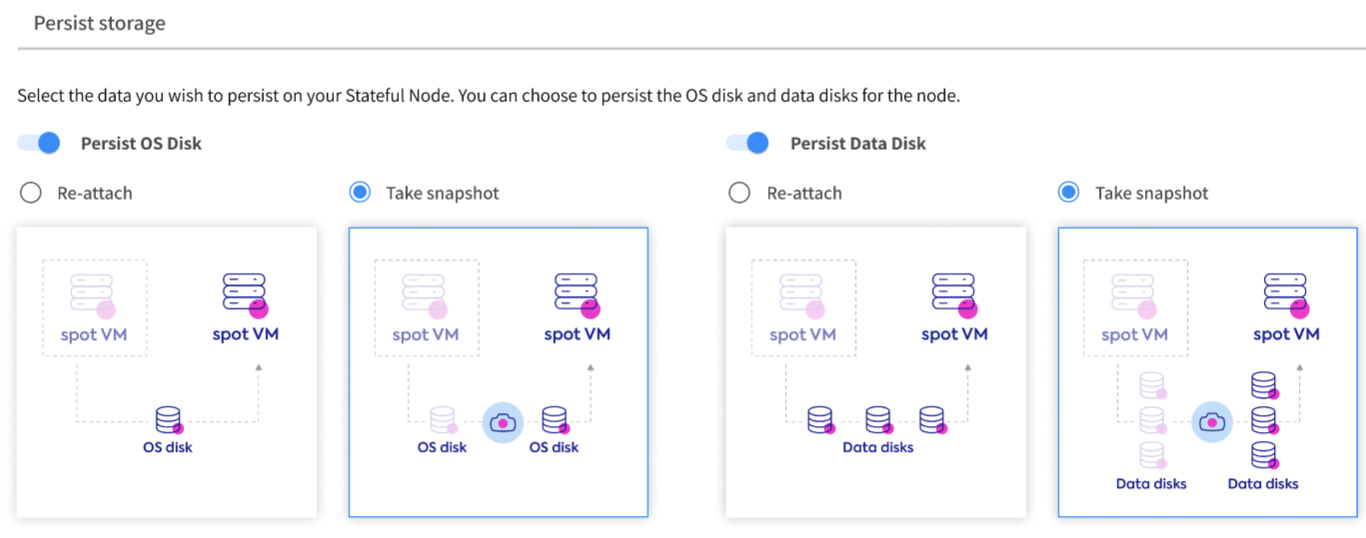 Persist storage
Select the data you wish to persist on your Stateful Node. You can choose to persist the OS disk and data disks for the node.
Persist OS Disk
Persist Data Disk
Re-attach
Take snapshot
Re-attach
Take snapshot
spot VM
spot VM
OS disk
spot VM
spot VM
OS disk
OS disk
spot VM
spot VM
Data disks
spot VM
spot VM
Data disks
Data disks